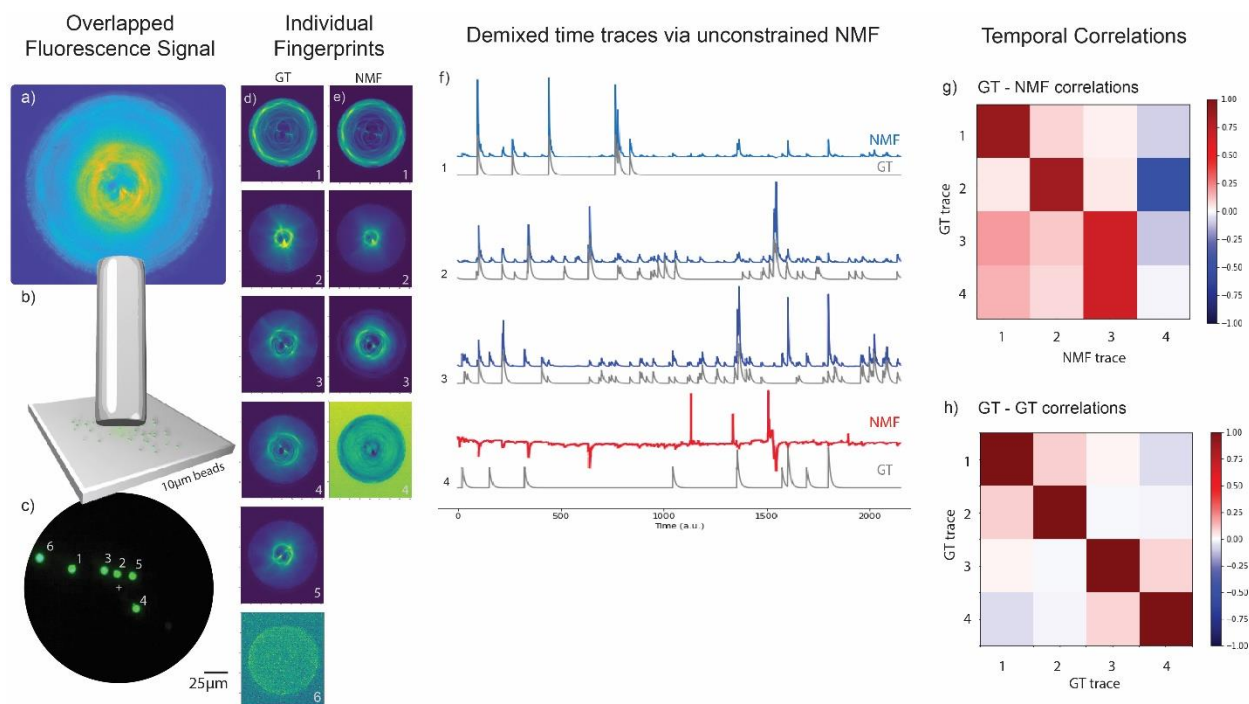 Overlapped
Fluorescence Signal
Individual
Fingerprints
Demixed time traces via unconstrained NMF
Temporal Correlations
a)
b)
10µm beads
c)
6
1
3
2
5
4
+
25µm
GT
NMF
d)
e)
1
1
2
2
3
3
4
4
5
6
f)
NMF
1
GT
2
3
NMF
4
GT
0
500
1000
1500
2000
Time (a.u.)
g) GT - NMF correlations
GT trace
1
2
3
4
1 2 3 4
NMF trace
1.00
0.75
0.50
0.25
0.00
−0.25
−0.50
−0.75
−1.00
h) GT - GT correlations
GT trace
1
2
3
4
1 2 3 4
GT trace
1.00
0.75
0.50
0.25
0.00
−0.25
−0.50
−0.75
−1.00